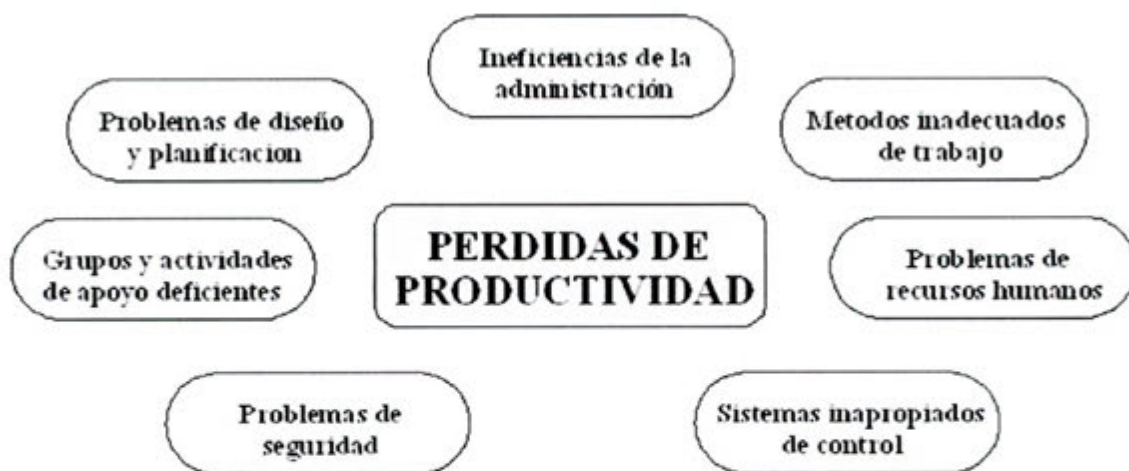 Ineficiencias de la
administración
Problemas de diseño
y planificacion
Metodos inadecuados
de trabajo
Grupos y actividades
de apoyo deficientes
PERDIDAS DE
PRODUCTIVIDAD
Problemas de
recursos humanos
Problemas de
seguridad
Sistemas inapropiados
de control